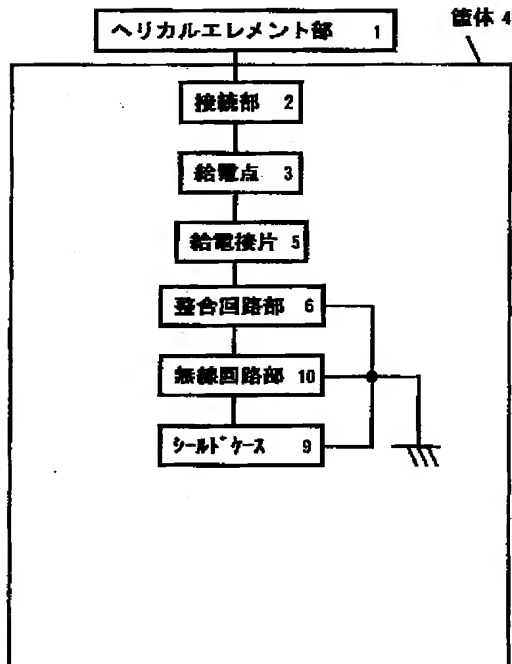 ヘリカルエレメント部 1
筐体 4
接続部 2
給電点 3
給電接片 5
整合回路部 6
無線回路部 10
シールドケース 9